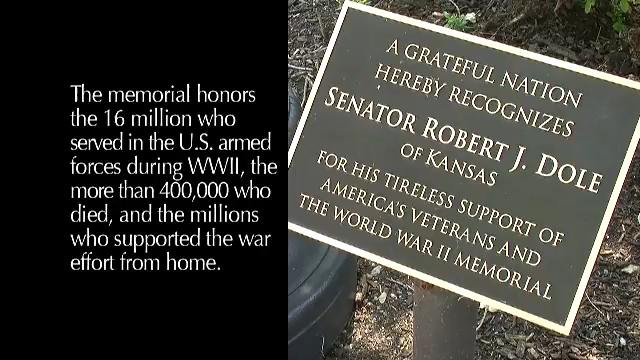 The memorial honors
the 16 million who
served in the U.S. armed
forces during WWII, the
more than 400,000 who
died, and the millions
who supported the war
effort from home.
A GRATEFUL NATION
HEREBY RECOGNIZES
SENATOR ROBERT J. DOLE
OF KANSAS
FOR HIS TIRELESS SUPPORT OF
AMERICA'S VETERANS AND
THE WORLD WAR II MEMORIAL